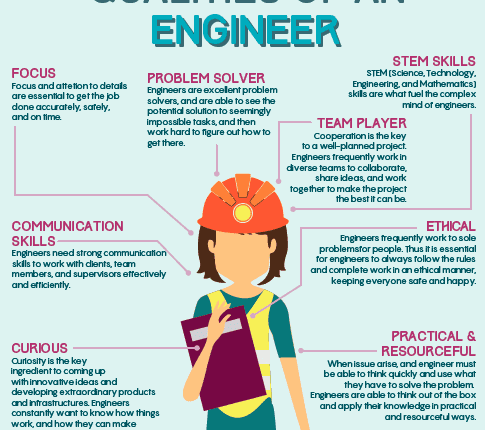 QUALITIES OF AN
ENGINEER
FOCUS
Focus and attetion to details
are essential to get the job
done accurately, safely,
and on time.
PROBLEM SOLVER
Engineers are excellent problem
solvers, and are able to see the
potential solution to seemingly
impossible tasks, and then
work hard to figure out how to
get there.
STEM SKILLS
STEM (Science, Technology,
Engineering, and Mathematics)
skills are what fuel the complex
mind of engineers.
TEAM PLAYER
Cooperation is the key
to a well-planned project.
Engineers frequently work in
diverse teams to collaborate,
share ideas, and work
together to make the project
the best it can be.
COMMUNICATION
SKILLS
Engineers need strong communication
skills to work with clients, team
members, and supervisors effectively
and efficiently.
ETHICAL
Engineers frequently work to sole
problemsfor people. Thus it is essential
for engineers to always follow the rules
and complete work in an ethical manner,
keeping everyone safe and happy.
CURIOUS
Curiosity is the key
ingredient to coming up
with innovative ideas and
developing extraordinary products
and infrastructures. Engineers
constantly want to know how things
work, and how they can make
PRACTICAL &
RESOURCEFUL
When issue arise, and engineer must
be able to think quickly and use what
they have to solve the problem.
Engineers are able to think out of the box
and apply their knowledge in practical
and resourceful ways.